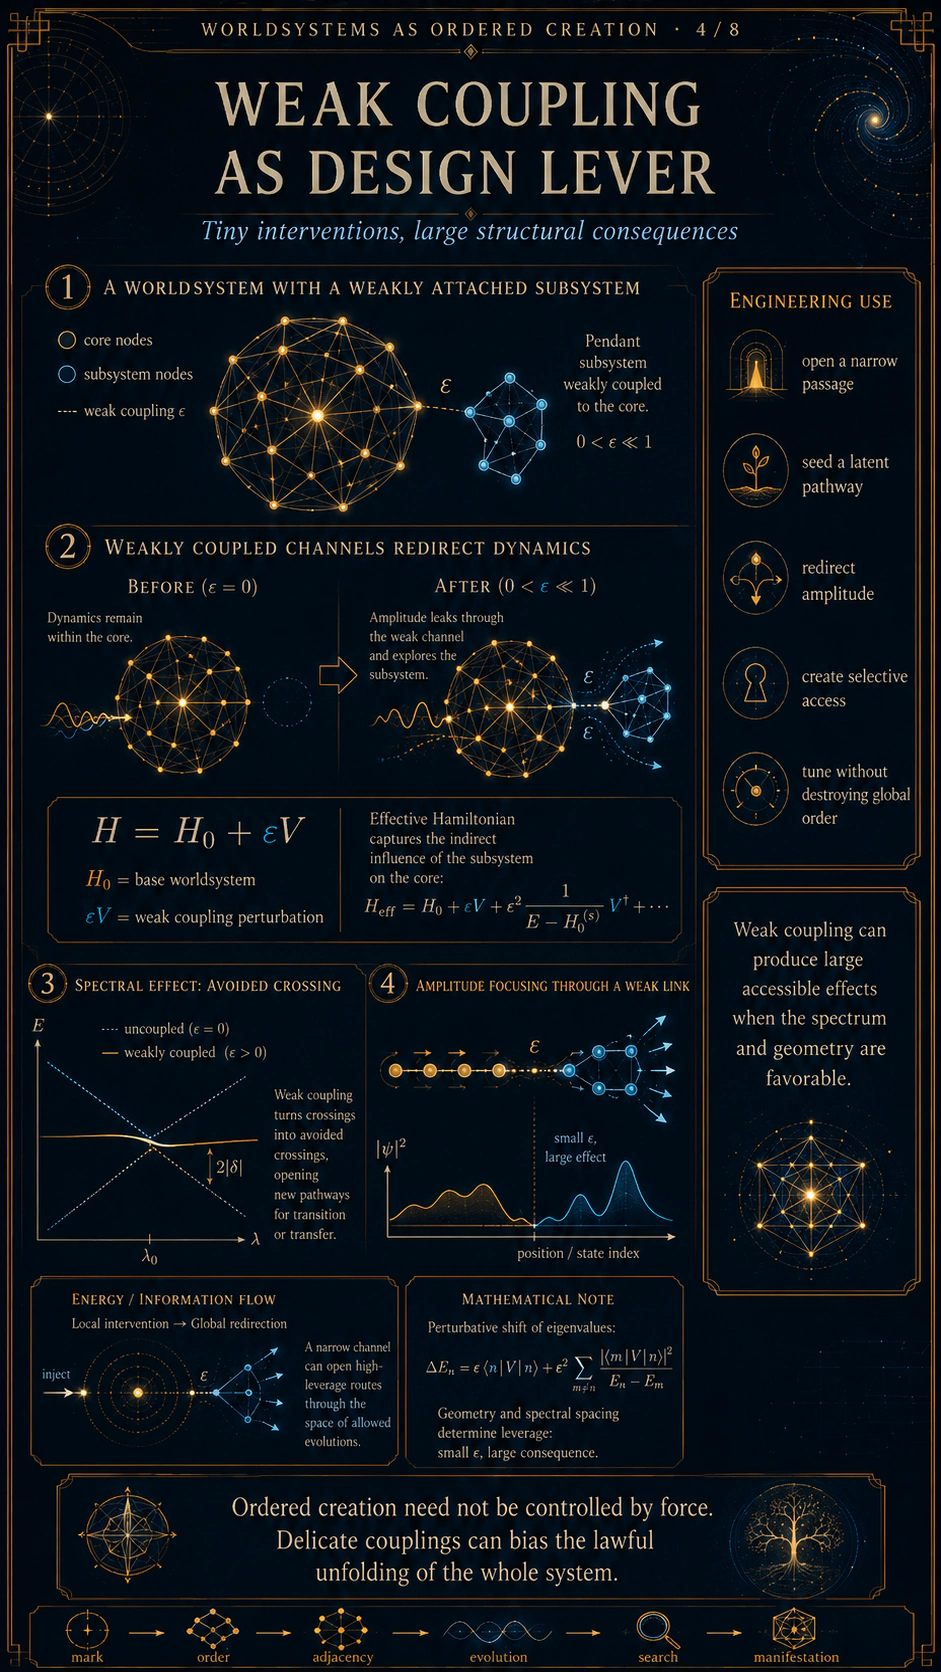 WORLDSYSTEMS AS ORDERED CREATION · 4 / 8
WEAK COUPLING
AS DESIGN LEVER
Tiny interventions, large structural consequences
1 A WORLDSYSTEM WITH A WEAKLY ATTACHED SUBSYSTEM
core nodes
subsystem nodes
weak coupling ε
ε
Pendant
subsystem
weakly coupled
to the core.
0 < ε ≪ 1
2 WEAKLY COUPLED CHANNELS REDIRECT DYNAMICS
BEFORE (ε = 0)
Dynamics remain
within the core.
AFTER (0 < ε ≪ 1)
Amplitude leaks through
the weak channel
and explores the
subsystem.
ε
ε
H = H₀ + εV
H₀ = base worldsystem
εV = weak coupling perturbation
Effective Hamiltonian
captures the indirect
influence of the subsystem
on the core:
H_eff = H₀ + εV + ε² 1/(E − H₀^(s)) V† + ···
3 SPECTRAL EFFECT: AVOIDED CROSSING
E
uncoupled (ε = 0)
weakly coupled (ε > 0)
2|δ|
λ
λ₀
Weak coupling
turns crossings
into avoided
crossings,
opening
new pathways
for transition
or transfer.
4 AMPLITUDE FOCUSING THROUGH A WEAK LINK
ε
|ψ|²
small ε,
large effect
position / state index
ENERGY / INFORMATION FLOW
Local intervention → Global redirection
inject
ε
A narrow channel
can open high-
leverage routes
through the
space of allowed
evolutions.
MATHEMATICAL NOTE
Perturbative shift of eigenvalues:
ΔEₙ = ε ⟨n|V|n⟩ + ε² ∑_{m≠n} |⟨m|V|n⟩|²/(Eₙ − Eₘ)
Geometry and spectral spacing
determine leverage:
small ε, large consequence.
ENGINEERING USE
open a narrow
passage
seed a latent
pathway
redirect
amplitude
create selective
access
tune without
destroying global
order
Weak coupling can
produce large
accessible effects
when the spectrum
and geometry are
favorable.
Ordered creation need not be controlled by force.
Delicate couplings can bias the lawful
unfolding of the whole system.
mark
order
adjacency
evolution
search
manifestation